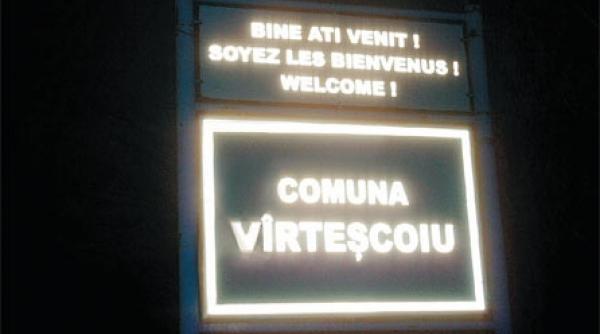 BINE ATI VENIT !
SOYEZ LES BIENVENUS !
WELCOME !
COMUNA
VÎRTEȘCOIU